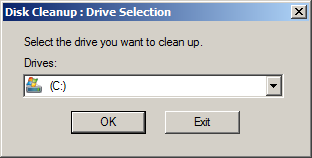 Disk Cleanup : Drive Selection
Select the drive you want to clean up.
Drives:
(C:)
OK
Exit